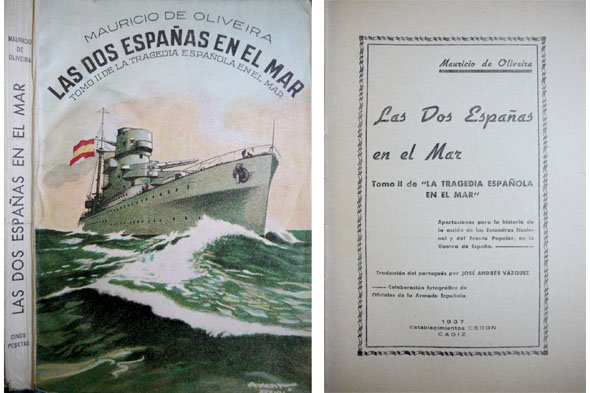 MAURICIO
DE
OLIVEIRA
LAS DOS ESPAÑAS EN EL MAR
CINCO
PESETAS
MAURICIO DE OLIVEIRA
LAS DOS ESPAÑAS EN EL MAR
TOMO II DE LA TRAGEDIA ESPAÑOLA EN EL MAR
Mauricio de Oliveira
Las Dos Españas
en el Mar
Tomo II de "LA TRAGEDIA ESPAÑOLA
EN EL MAR"
Aportaciones para la historia de
la acción de las Escuadras Nacio-
nal y del Frente Popular, en la
Guerra de España.
Traducción del portugués por JOSÉ ANDRÉS VÁZQUEZ
Colaboración fotográfica de
Oficiales de la Armada Española
1937
Establecimientos CERÓN
CADIZ